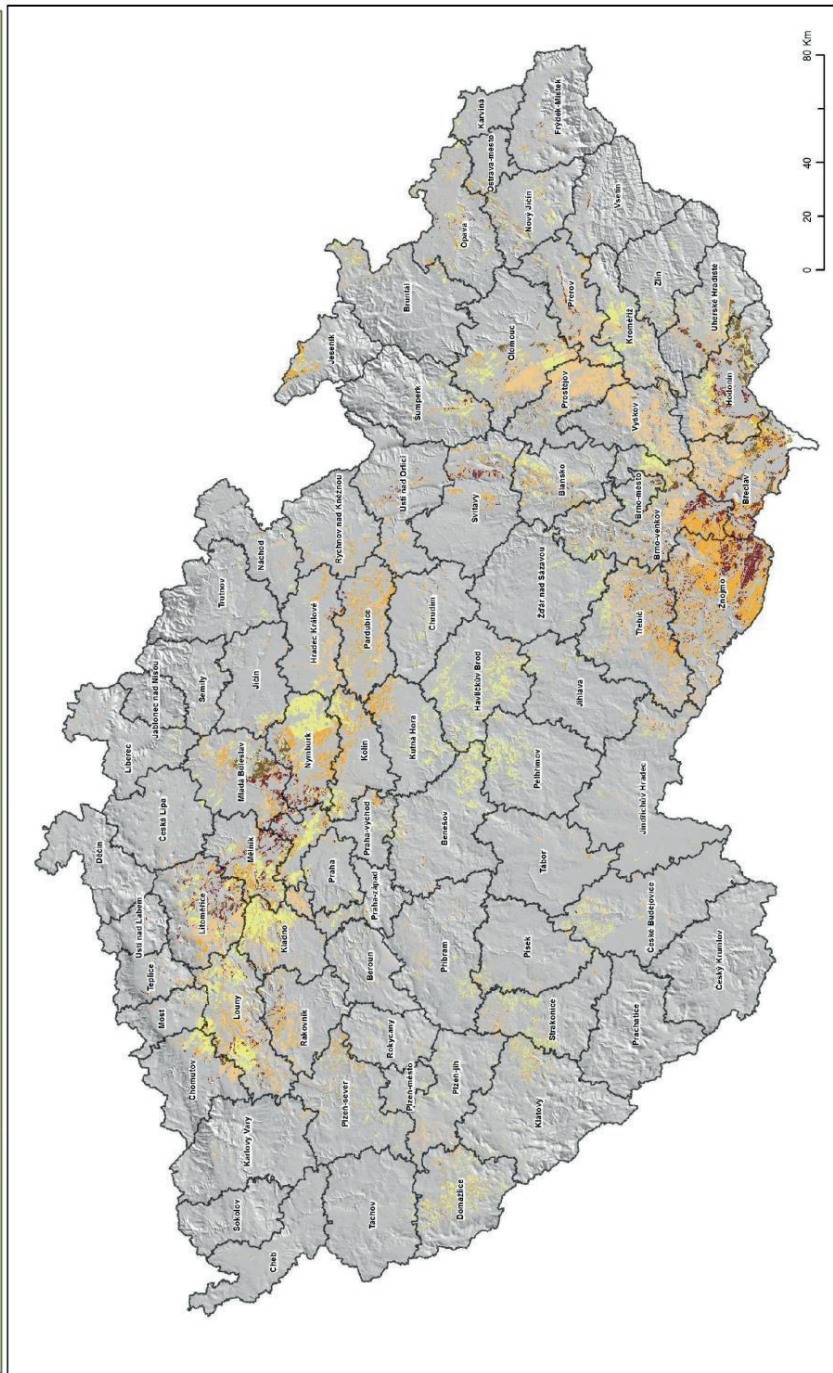 Děčín
Liberec
Ústí nad Labem
Česká Lípa
Jablonec nad Nisou
Teplice
Semily
Trutnov
Most
Litoměřice
Mladá Boleslav
Jičín
Náchod
Chomutov
Louny
Mělník
Karlovy Vary
Sokolov
Cheb
Kladno
Nymburk
Hradec Králové
Rychnov nad Kněžnou
Jeseník
Rakovník
Praha
Praha-východ
Praha-západ
Kolín
Pardubice
Ústí nad Orlicí
Šumperk
Bruntál
Opava
Karviná
Ostrava-město
Plzeň-sever
Beroun
Kutná Hora
Chrudim
Svitavy
Olomouc
Nový Jičín
Frýdek-Místek
Tachov
Rokycany
Plzeň-město
Příbram
Benešov
Havlíčkův Brod
Žďár nad Sázavou
Blansko
Prostějov
Přerov
Vsetín
Domažlice
Plzeň-jih
Pelhřimov
Tábor
Písek
Jihlava
Třebíč
Brno-město
Brno-venkov
Vyškov
Kroměříž
Zlín
Klatovy
Strakonice
Jindřichův Hradec
České Budějovice
Prachatice
Český Krumlov
Znojmo
Břeclav
Hodonín
Uherské Hradiště
0 20 40 80 Km